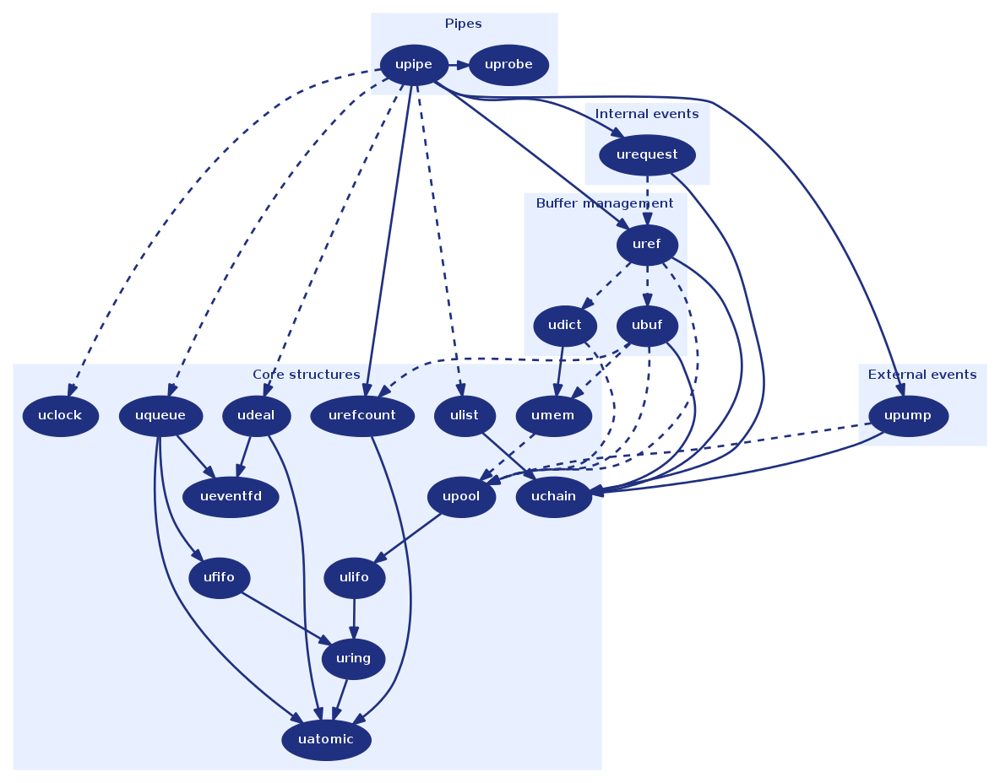 Pipes
upipe
uprobe
Internal events
urequest
Buffer management
uref
udict
ubuf
Core structures
External events
uclock
uqueue
udeal
urefcount
ulist
umem
upump
ueventfd
upool
uchain
ufifo
ulifo
uring
uatomic